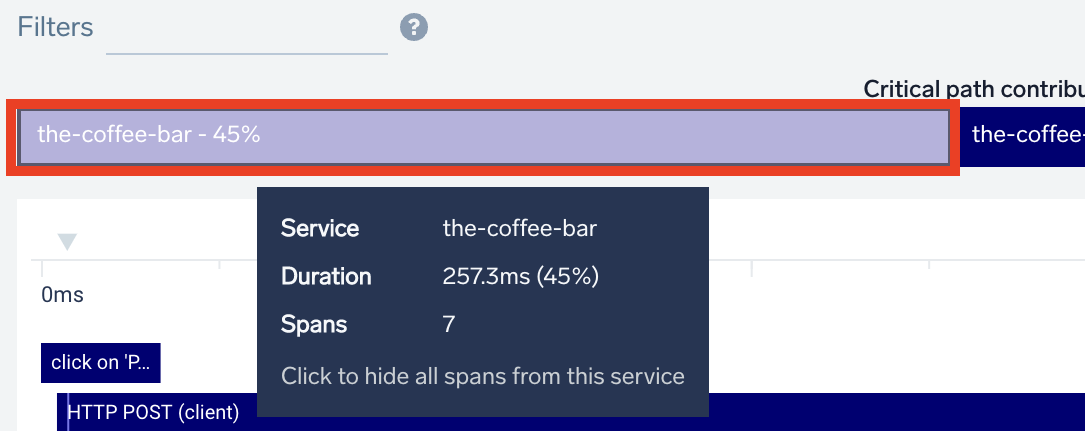 Filters ?
Critical path contribu
the-coffee-bar - 45%
the-coffee-
Service the-coffee-bar
Duration 257.3ms (45%)
Spans 7
Click to hide all spans from this service
0ms
click on 'P...
HTTP POST (client)